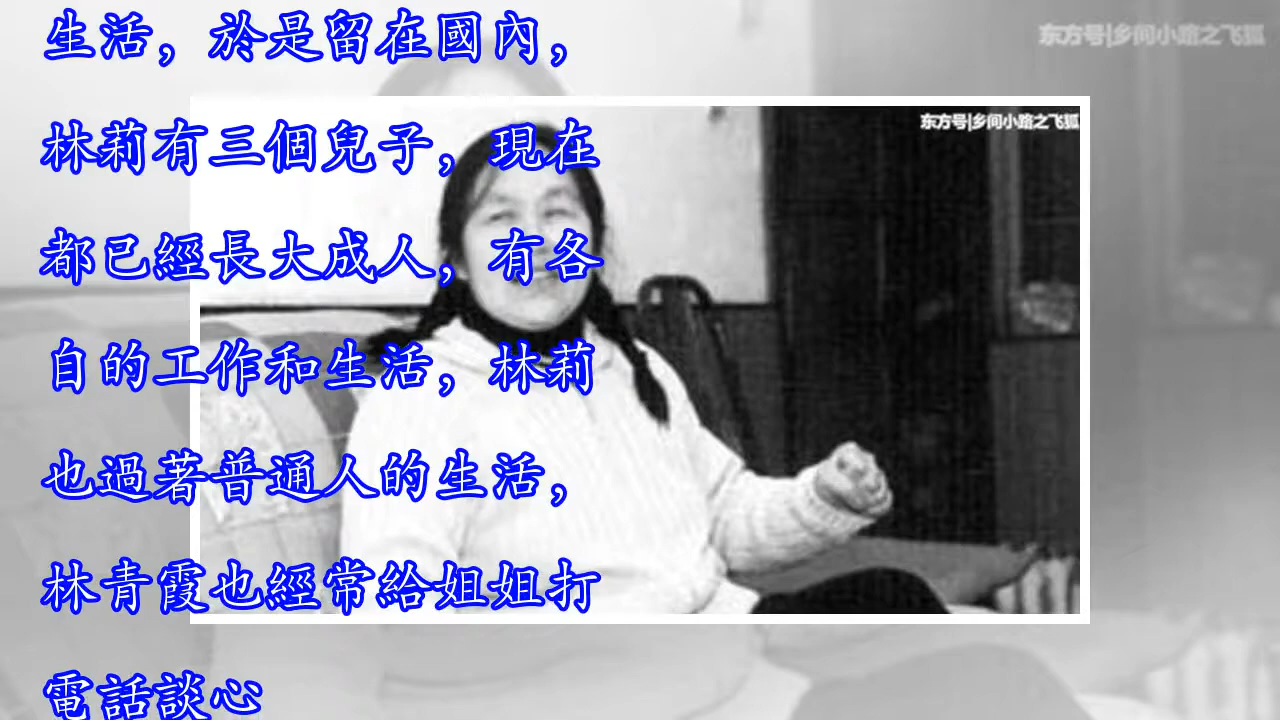 生活，於是留在國內，
林莉有三個兒子，現在
都已經長大成人，有各
自的工作和生活，林莉
也過著普通人的生活，
林青霞也經常給姐姐打
電話談心
东方号|乡间小路之飞狐
东方号|乡间小路之飞狐